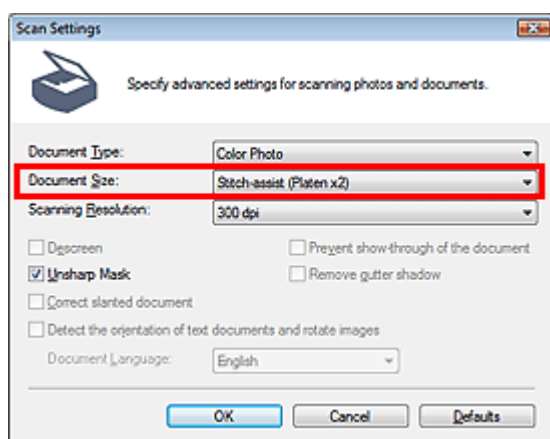 Scan Settings
Specify advanced settings for scanning photos and documents.
Document Type: Color Photo
Document Size: Stitch-assist (Platen x2)
Scanning Resolution: 300 dpi
Descreen Prevent show-through of the document
Unsharp Mask Remove gutter shadow
Correct slanted document
Detect the orientation of text documents and rotate images
Document Language: English
OK Cancel Defaults